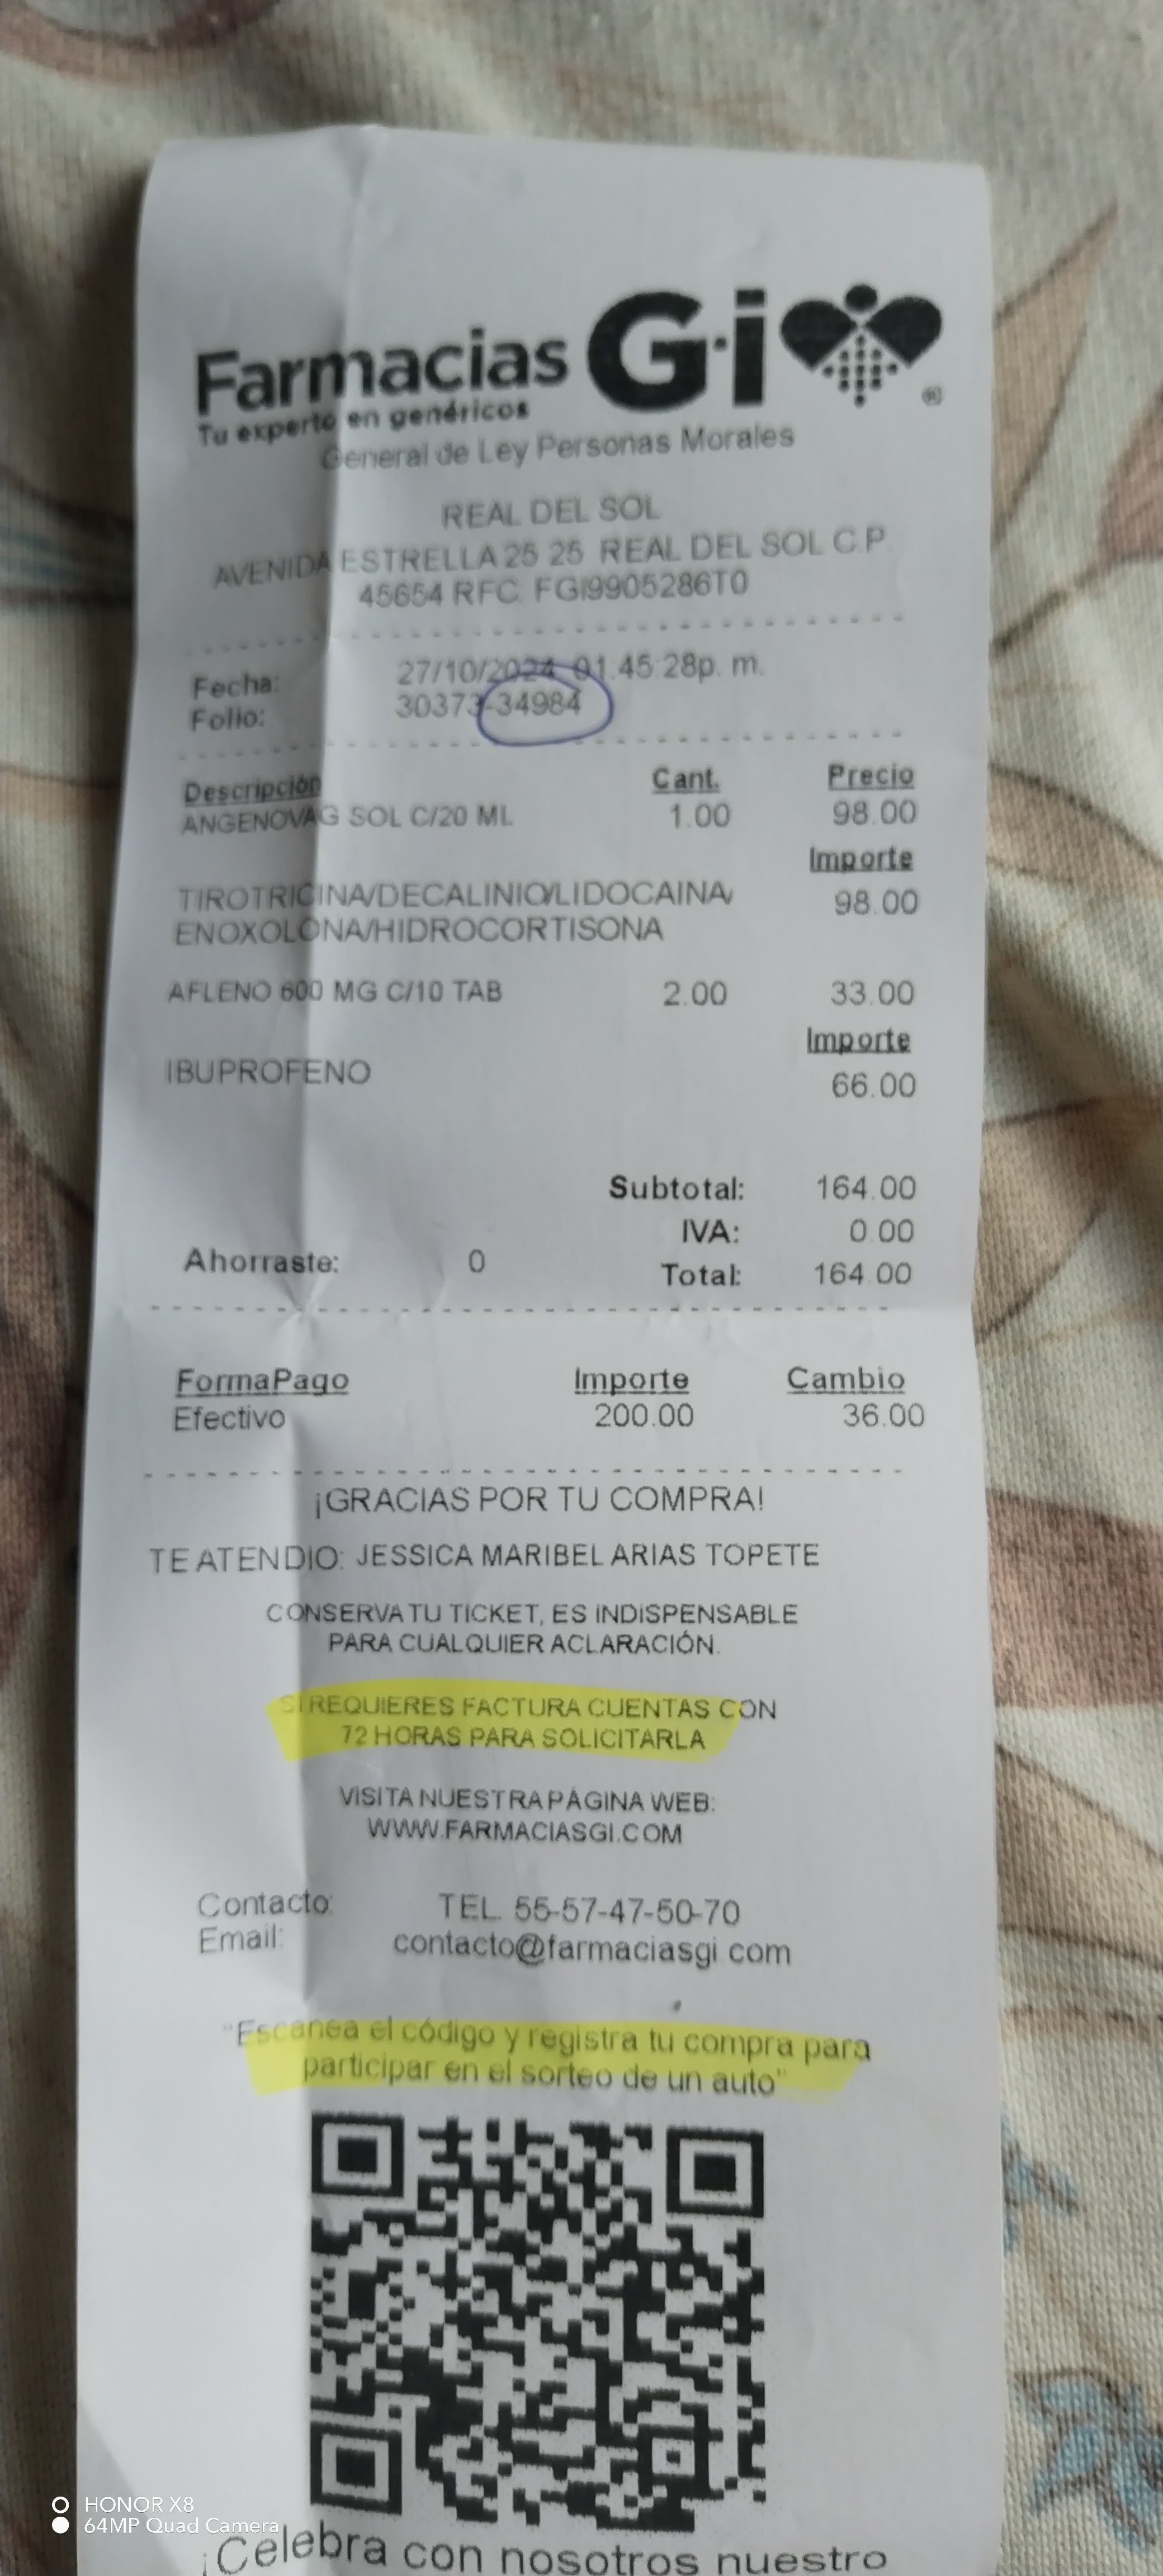 Farmacias G·i ®
Tu experto en genéricos
General de Ley Personas Morales
REAL DEL SOL
AVENIDA ESTRELLA 25 25 REAL DEL SOL C.P.
45654 RFC. FGI9905286T0
Fecha: 27/10/2024 01:45:28p. m.
Folio: 30373-34984
Descripción Cant. Precio
ANGENOVAG SOL C/20 ML 1.00 98.00
Importe
TIROTRICINA/DECALINIO/LIDOCAINA/ 98.00
ENOXOLONA/HIDROCORTISONA
AFLENO 600 MG C/10 TAB 2.00 33.00
Importe
IBUPROFENO 66.00
Subtotal: 164.00
IVA: 0.00
Ahorraste: 0 Total: 164.00
FormaPago Importe Cambio
Efectivo 200.00 36.00
¡GRACIAS POR TU COMPRA!
TE ATENDIO: JESSICA MARIBEL ARIAS TOPETE
CONSERVA TU TICKET, ES INDISPENSABLE
PARA CUALQUIER ACLARACIÓN.
SI REQUIERES FACTURA CUENTAS CON
72 HORAS PARA SOLICITARLA
VISITA NUESTRA PÁGINA WEB:
WWW.FARMACIASGI.COM
Contacto: TEL. 55-57-47-50-70
Email: contacto@farmaciasgi.com
"Escanea el código y registra tu compra para
participar en el sorteo de un auto"
HONOR X8
64MP Quad Camera
¡Celebra con nosotros nuestro